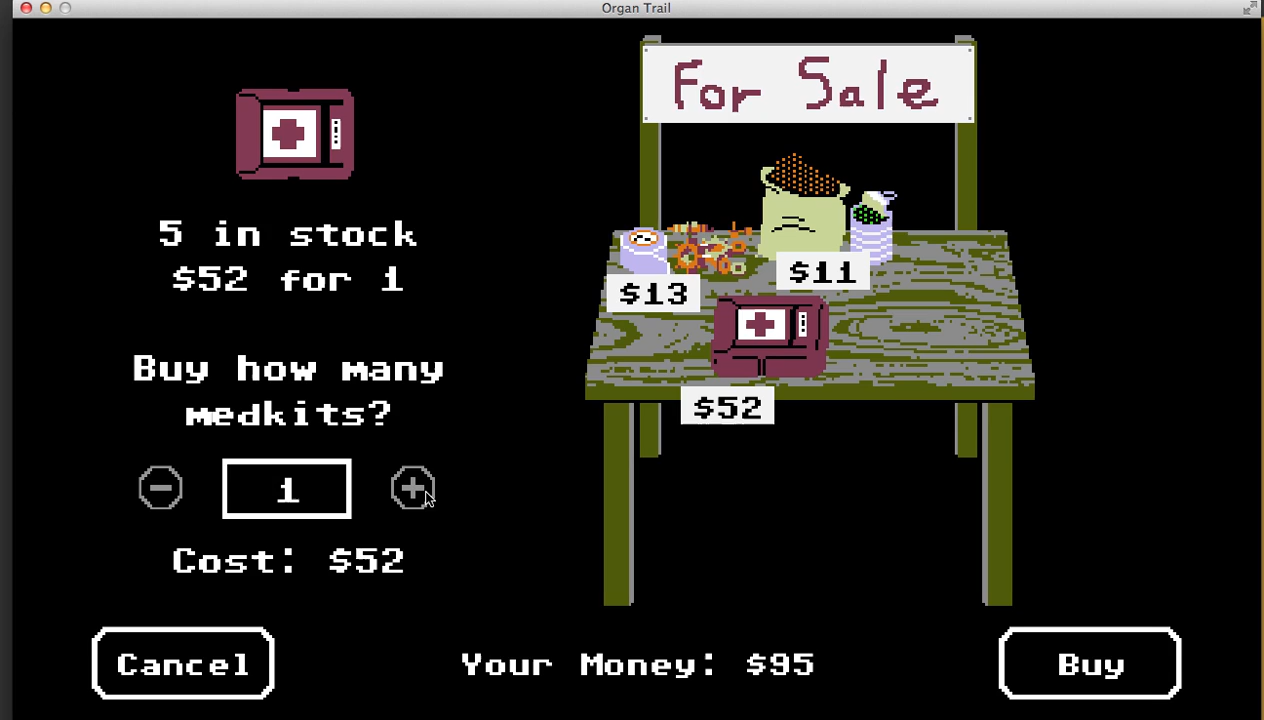 Organ Trail
For Sale
5 in stock
$52 for 1
$11
$13
Buy how many
medkits?
$52
1
Cost: $52
Cancel
Your Money: $95
Buy